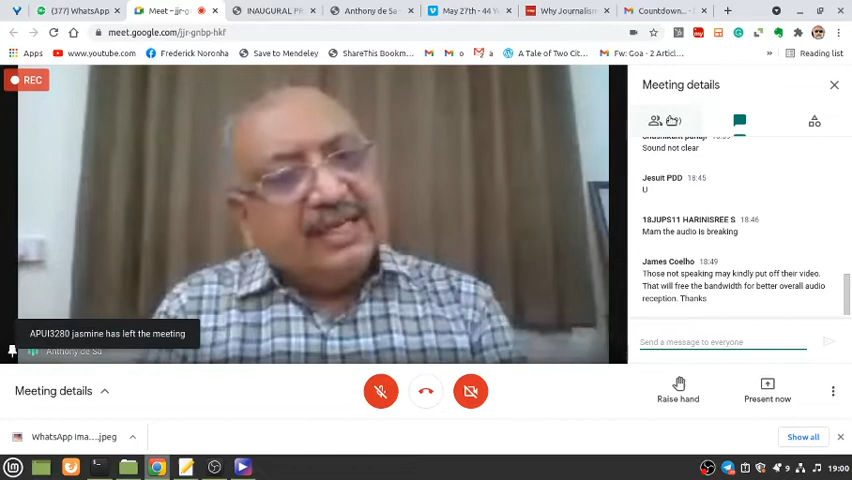 (377) WhatsApp
Meet – jjr-g
INAUGURAL PR
Anthony de Sa -
May 27th - 44 Y
Why Journalism
Countdown...
meet.google.com/jjr-gnbp-hkf
Apps
www.youtube.com
Frederick Noronha
Save to Mendeley
ShareThis Bookm...
A Tale of Two Cit...
Fw: Goa - 2 Articl...
Reading list
REC
Meeting details
Sound not clear
Jesuit PDD 18:45
U
18JUPS11 HARINISREE S 18:46
Mam the audio is breaking
James Coelho 18:49
Those not speaking may kindly put off their video.
That will free the bandwidth for better overall audio
reception. Thanks
APUI3280 jasmine has left the meeting
Anthony de Sa
Send a message to everyone
Meeting details
Raise hand
Present now
WhatsApp Ima....jpeg
Show all
9
19:00